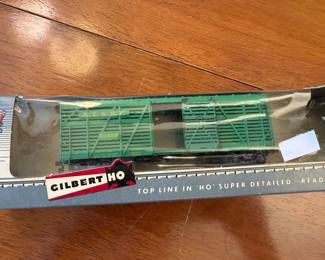 GILBERT HO
TOP LINE IN 'HO' SUPER DETAILED - READ